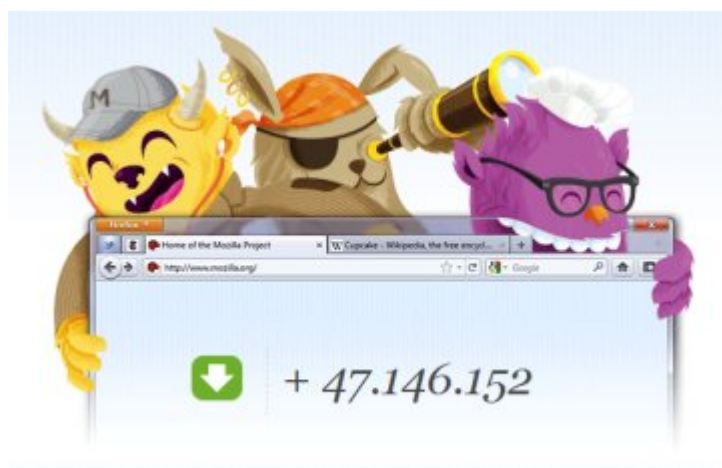 M
Firefox
Home of the Mozilla Project
W Cupcake - Wikipedia, the free encycl...
http://www.mozilla.org/
Google
+ 47.146.152